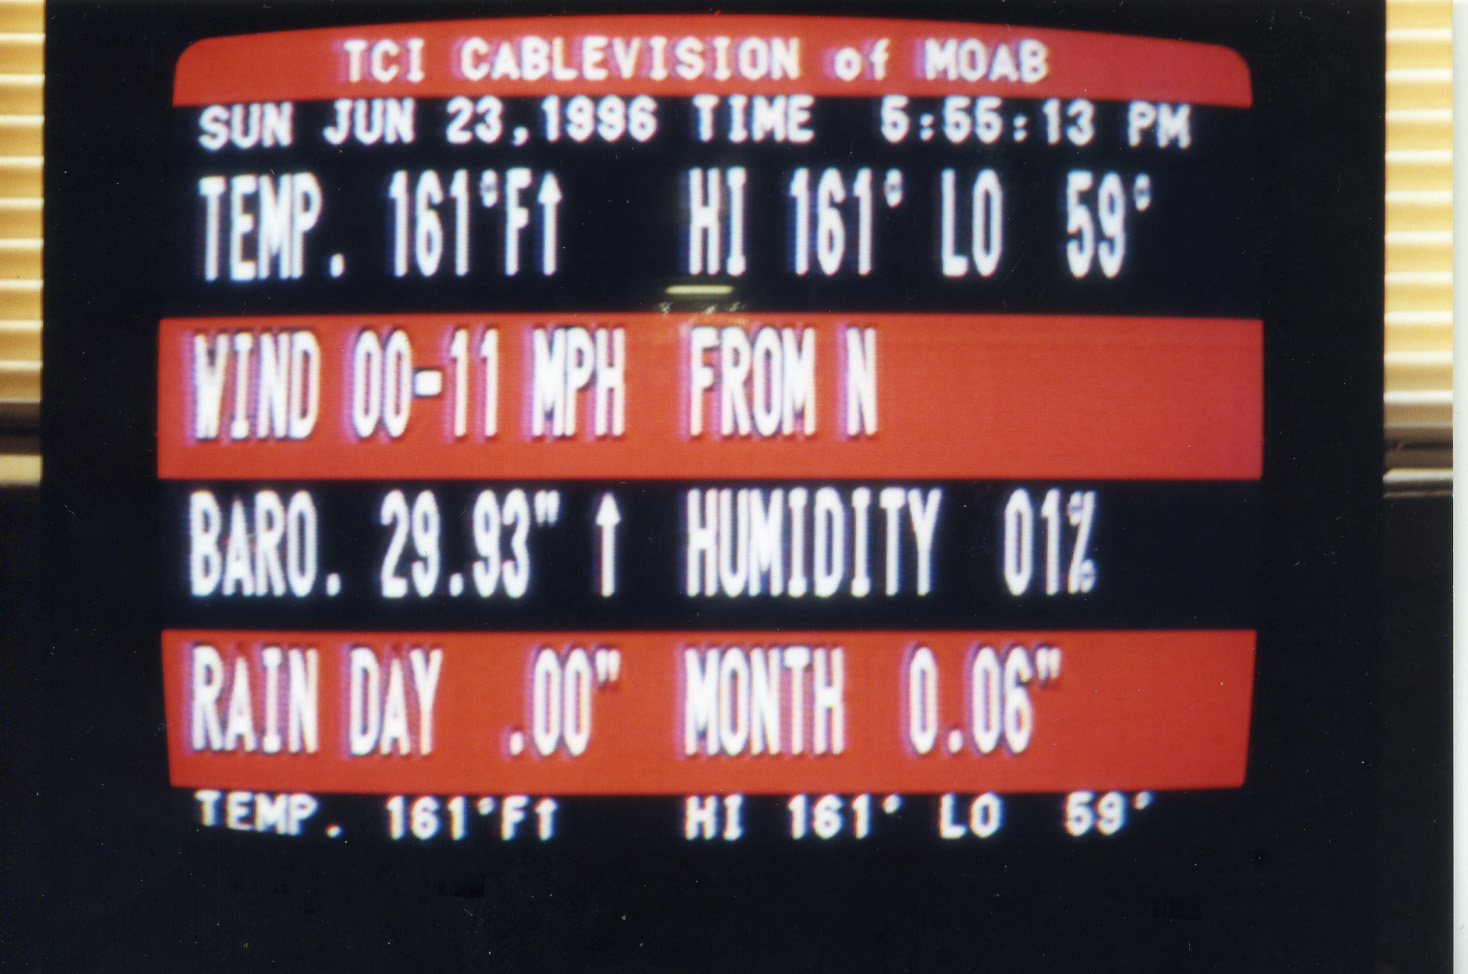 TCI CABLEVISION of MOAB
SUN JUN 23,1996 TIME 5:55:13 PM
TEMP. 161°F↑ HI 161° LO 59°
WIND 00-11 MPH FROM N
BARO. 29.93" ↑ HUMIDITY 01%
RAIN DAY .00" MONTH 0.06"
TEMP. 161°F↑ HI 161° LO 59°